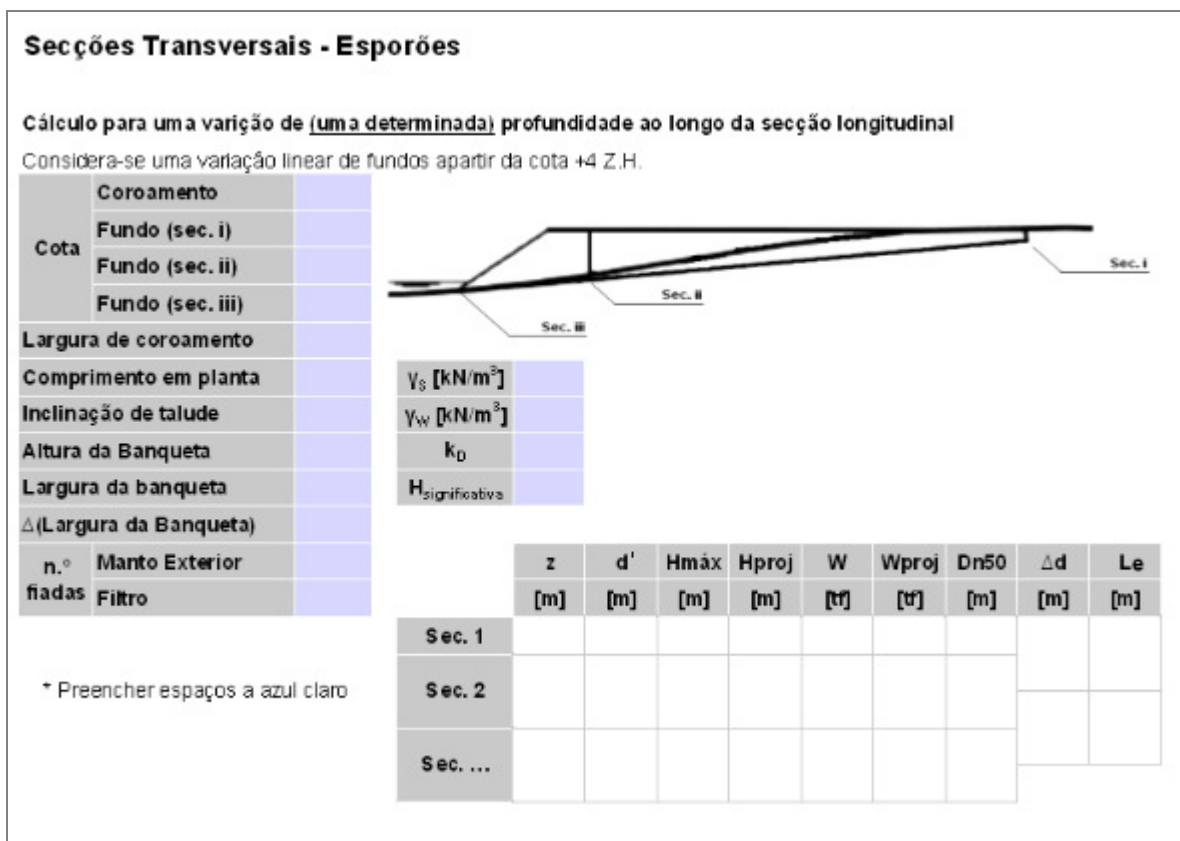 Secções Transversais - Esporões
Cálculo para uma varição de (uma determinada) profundidade ao longo da secção longitudinal
Considera-se uma variação linear de fundos apartir da cota +4 Z.H.
Cota
Coroamento
Fundo (sec. i)
Fundo (sec. ii)
Fundo (sec. iii)
Largura de coroamento
Comprimento em planta
Inclinação de talude
Altura da Banqueta
Largura da banqueta
Δ(Largura da Banqueta)
n.º fiadas
Manto Exterior
Filtro
* Preencher espaços a azul claro
Sec. i
Sec. ii
Sec. iii
γS [kN/m³]
γW [kN/m³]
kD
Hsignificativa
z d' Hmáx Hproj W Wproj Dn50 Δd Le
[m] [m] [m] [m] [tf] [tf] [m] [m] [m]
Sec. 1
Sec. 2
Sec. ...